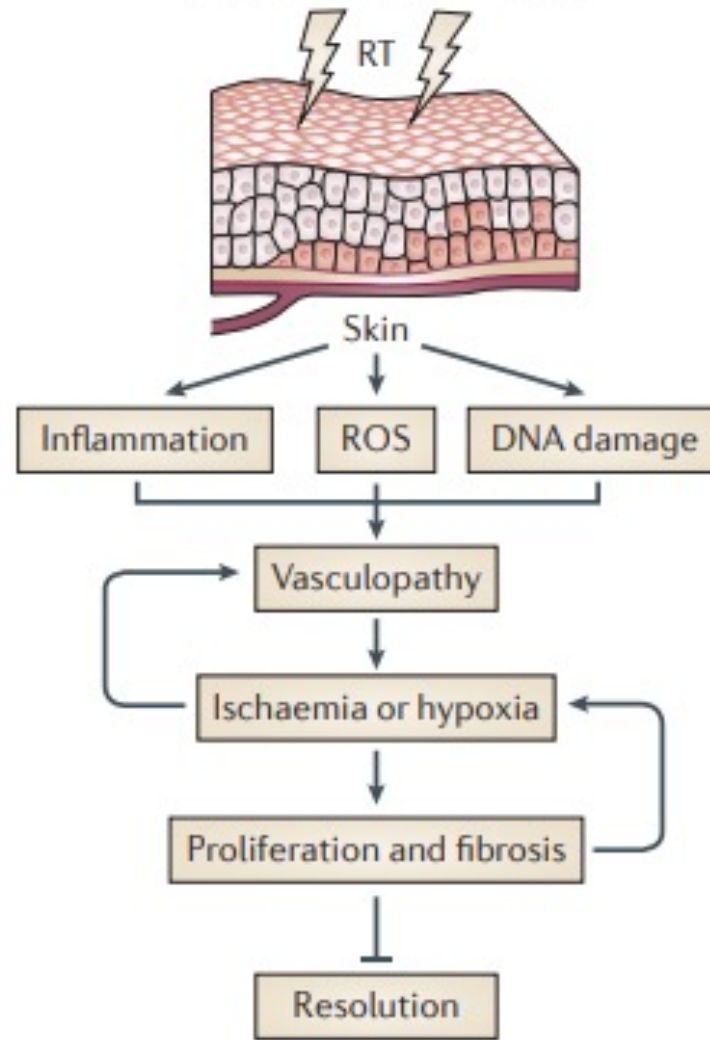 RT
Skin
Inflammation
ROS
DNA damage
Vasculopathy
Ischaemia or hypoxia
Proliferation and fibrosis
Resolution